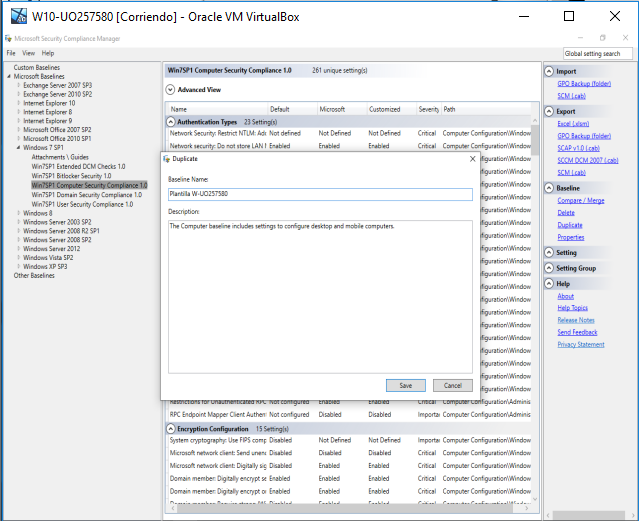 W10-UO257580 [Corriendo] - Oracle VM VirtualBox
Microsoft Security Compliance Manager
File View Help
Global setting search
Custom Baselines
Microsoft Baselines
Exchange Server 2007 SP3
Exchange Server 2010 SP2
Internet Explorer 10
Internet Explorer 8
Internet Explorer 9
Microsoft Office 2007 SP2
Microsoft Office 2010 SP1
Windows 7 SP1
Attachments \ Guides
Win7SP1 Extended DCM Checks 1.0
Win7SP1 Bitlocker Security 1.0
Win7SP1 Computer Security Compliance 1.0
Win7SP1 Domain Security Compliance 1.0
Win7SP1 User Security Compliance 1.0
Windows 8
Windows Server 2003 SP2
Windows Server 2008 R2 SP1
Windows Server 2008 SP2
Windows Server 2012
Windows Vista SP2
Windows XP SP3
Other Baselines
Win7SP1 Computer Security Compliance 1.0 261 unique setting(s)
Advanced View
Name Default Microsoft Customized Severity Path
Authentication Types 23 Setting(s)
Network Security: Restrict NTLM: Ad Not defined Not Defined Not Defined Critical Computer Configuration\Window
Network security: Do not store LAN Enabled Enabled Enabled Critical Computer Configuration\Window
Duplicate
Baseline Name:
Plantilla W-UO257580
Description:
The Computer baseline includes settings to configure desktop and mobile computers.
Save Cancel
Restrictions for Unauthenticated RPC Not configured Enabled Enabled Critical Computer Configuration\Adminis
RPC Endpoint Mapper Client Authen Not configured Disabled Disabled Importa Computer Configuration\Adminis
Encryption Configuration 15 Setting(s)
System cryptography: Use FIPS comp Disabled Not Defined Not Defined Importa Computer Configuration\Window
Microsoft network client: Send unenc Disabled Disabled Disabled Critical Computer Configuration\Window
Microsoft network client: Digitally sig Enabled Enabled Enabled Critical Computer Configuration\Window
Domain member: Digitally encrypt se Enabled Enabled Enabled Critical Computer Configuration\Window
Domain member: Digitally encrypt or Enabled Enabled Enabled Critical Computer Configuration\Window
Import
GPO Backup (folder)
SCM (.cab)
Export
Excel (.xlsm)
GPO Backup (folder)
SCAP v1.0 (.cab)
SCCM DCM 2007 (.cab)
SCM (.cab)
Baseline
Compare / Merge
Delete
Duplicate
Properties
Setting
Setting Group
Help
About
Help Topics
Release Notes
Send Feedback
Privacy Statement